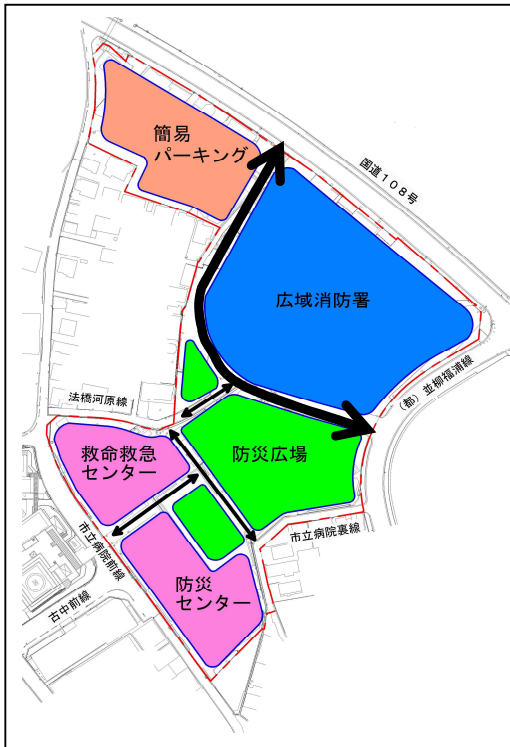 簡易
パーキング
国道108号
広域消防署
(都)並柳福浦線
法橋河原線
救命救急
センター
防災広場
市立病院裏線
市立病院前線
防災
センター
古中前線